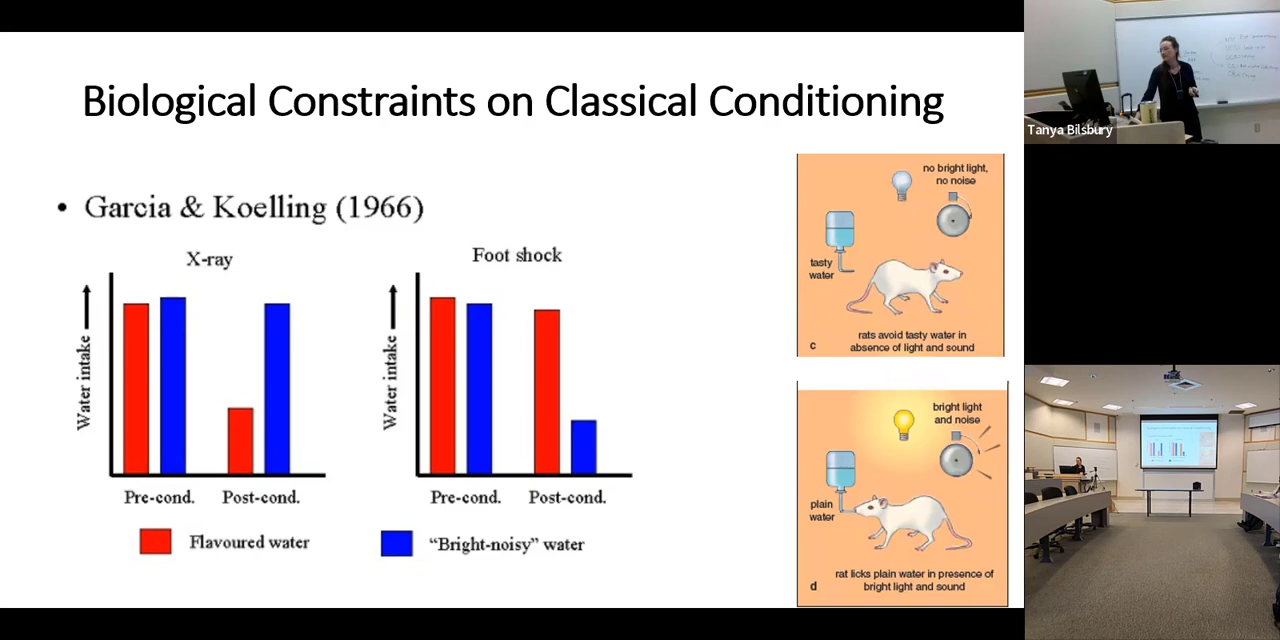 Biological Constraints on Classical Conditioning
• Garcia & Koelling (1966)
X-ray
Water intake
Pre-cond. Post-cond.
Foot shock
Water intake
Pre-cond. Post-cond.
Flavoured water
“Bright-noisy” water
no bright light,
no noise
tasty
water
rats avoid tasty water in
absence of light and sound
c
bright light
and noise
plain
water
rat licks plain water in presence of
bright light and sound
d
Tanya Bilsbury